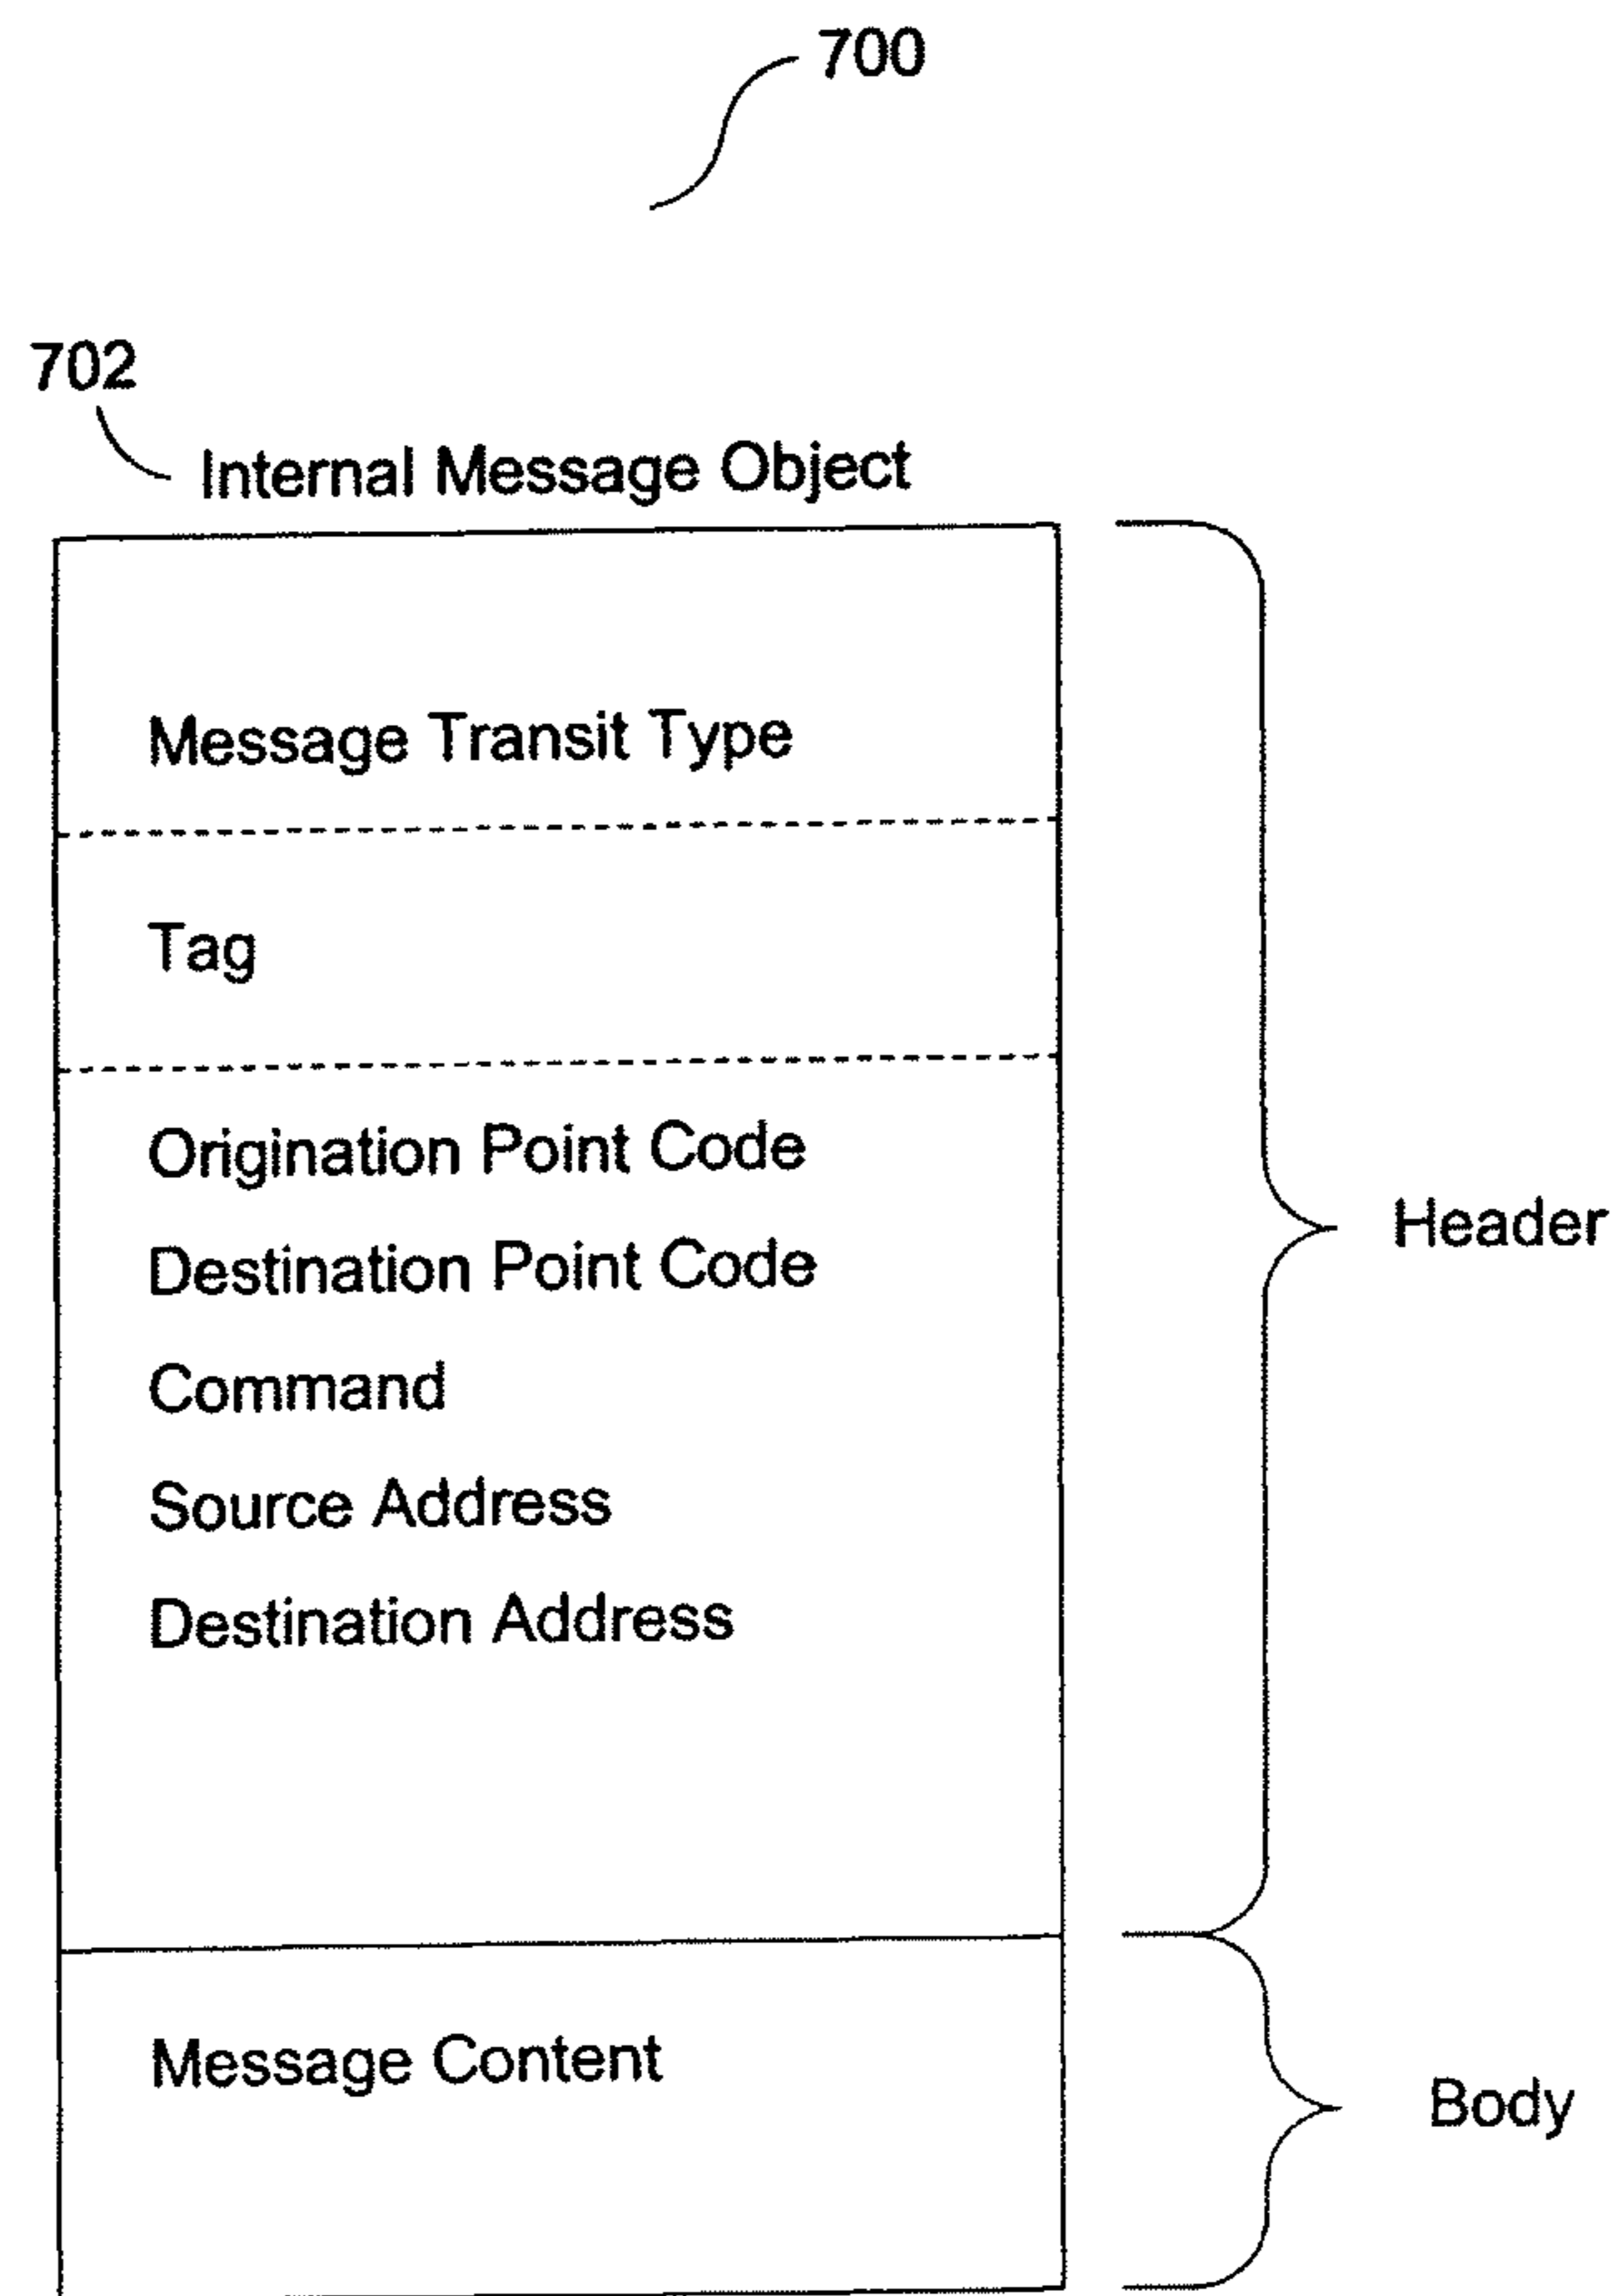 700
702
Internal Message Object
Message Transit Type
Tag
Origination Point Code
Destination Point Code
Command
Source Address
Destination Address
Header
Message Content
Body